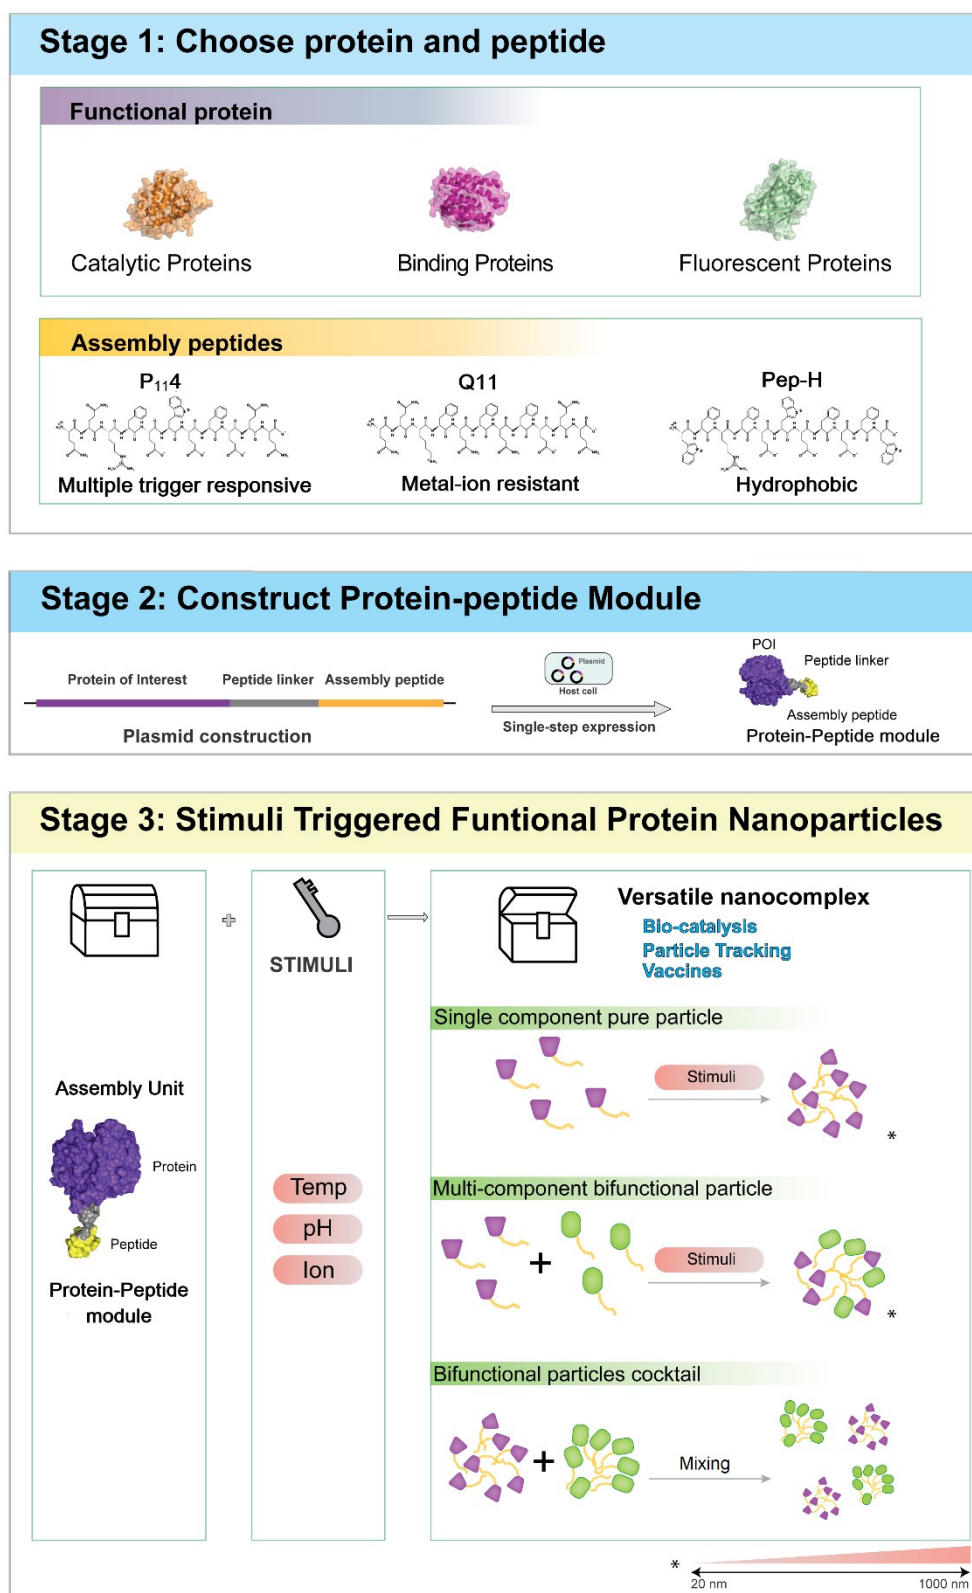 Stage 1: Choose protein and peptide
Functional protein
Catalytic Proteins
Binding Proteins
Fluorescent Proteins
Assembly peptides
P₁₁4
Q11
Pep-H
Multiple trigger responsive
Metal-ion resistant
Hydrophobic
Stage 2: Construct Protein-peptide Module
Protein of Interest
Peptide linker
Assembly peptide
Plasmid construction
Plasmid
Host cell
Single-step expression
POI
Peptide linker
Assembly peptide
Protein-Peptide module
Stage 3: Stimuli Triggered Funtional Protein Nanoparticles
+
STIMULI
Versatile nanocomplex
Bio-catalysis
Particle Tracking
Vaccines
Assembly Unit
Protein
Peptide
Protein-Peptide
module
Temp
pH
Ion
Single component pure particle
Stimuli
*
Multi-component bifunctional particle
+
Stimuli
*
Bifunctional particles cocktail
+
Mixing
*
20 nm
1000 nm